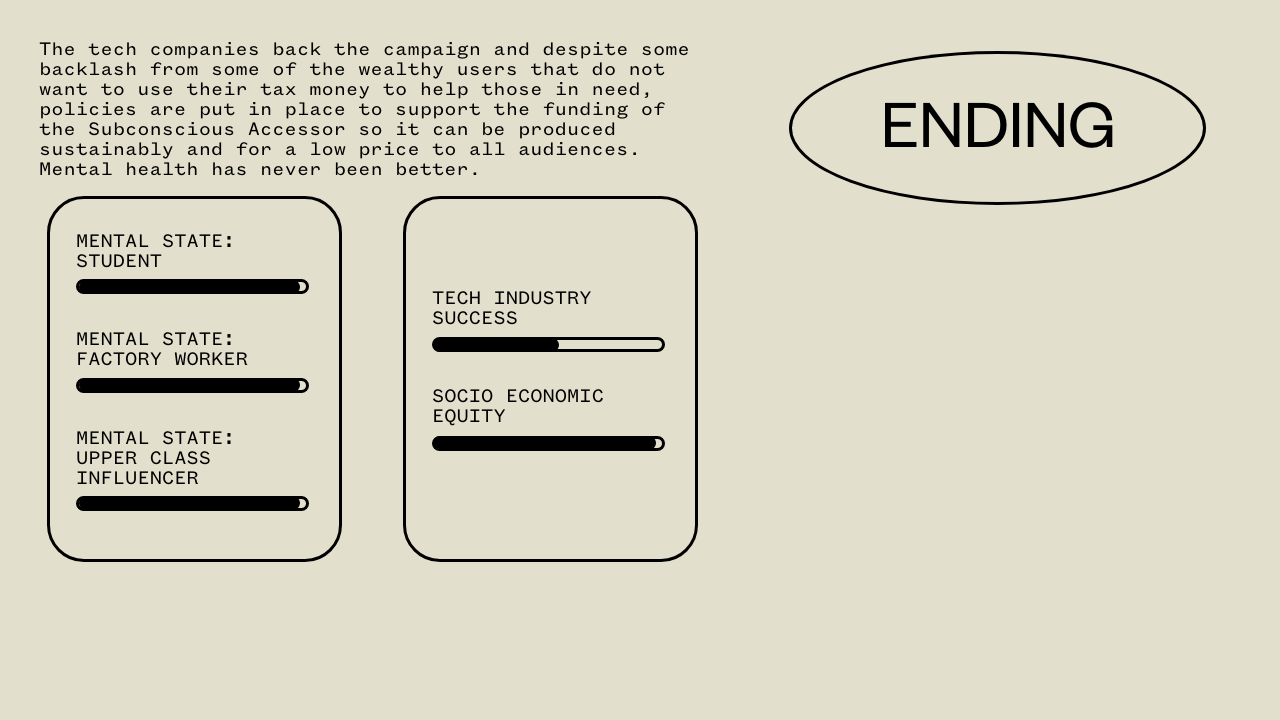 The tech companies back the campaign and despite some
backlash from some of the wealthy users that do not
want to use their tax money to help those in need,
policies are put in place to support the funding of
the Subconscious Accessor so it can be produced
sustainably and for a low price to all audiences.
Mental health has never been better.
ENDING
MENTAL STATE:
STUDENT
MENTAL STATE:
FACTORY WORKER
MENTAL STATE:
UPPER CLASS
INFLUENCER
TECH INDUSTRY
SUCCESS
SOCIO ECONOMIC
EQUITY